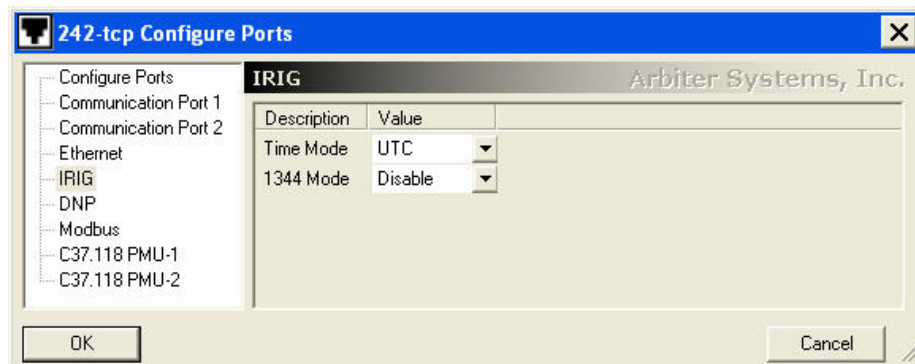 242-tcp Configure Ports
Configure Ports
Communication Port 1
Communication Port 2
Ethernet
IRIG
DNP
Modbus
C37.118 PMU-1
C37.118 PMU-2
IRIG Arbiter Systems, Inc.
Description Value
Time Mode UTC
1344 Mode Disable
OK Cancel